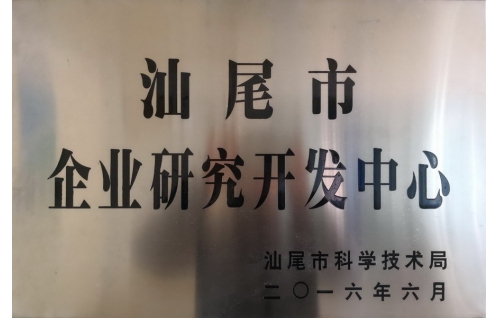 汕尾市
企业研究开发中心
汕尾市科学技术局
二〇一六年六月